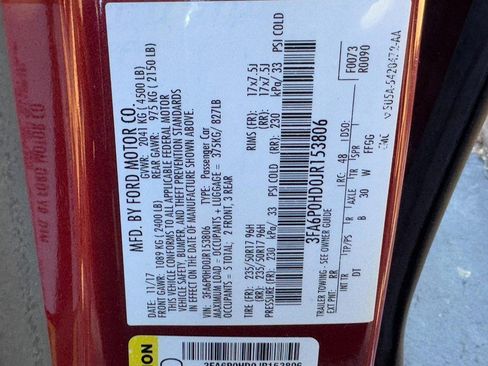 MFD. BY FORD MOTOR CO.
DATE: 11/17 GVWR: 2041 KG ( 4500 LB)
FRONT GAWR: 1089 KG ( 2400 LB) REAR GAWR: 975 KG ( 2150 LB)
THIS VEHICLE CONFORMS TO ALL APPLICABLE FEDERAL MOTOR
VEHICLE SAFETY, BUMPER, AND THEFT PREVENTION STANDARDS
IN EFFECT ON THE DATE OF MANUFACTURE SHOWN ABOVE.
VIN: 3FA6P0HD0JR153806 TYPE: Passenger Car
MAXIMUM LOAD= OCCUPANTS + LUGGAGE = 375KG/ 827LB
OCCUPANTS = 5 TOTAL; 2 FRONT, 3 REAR
3FA6P0HD0JR153806
TIRE (FR): 235/50R17 96H RIMS (FR): 17x7.5J
(RR): 235/50R17 96H (RR): 17x7.5J
PRESSURE (FR): 230 kPa/ 33 PSI COLD (RR): 230 kPa/ 33 PSI COLD
TRAILER TOWING - SEE OWNER GUIDE
EXT PNT: RR LRC: 48 DSO: F0073
R0090
INT TR TP/PS R AXLE TR SPR
DT B 30 W FFGG
3FA6P0HD0JR153806